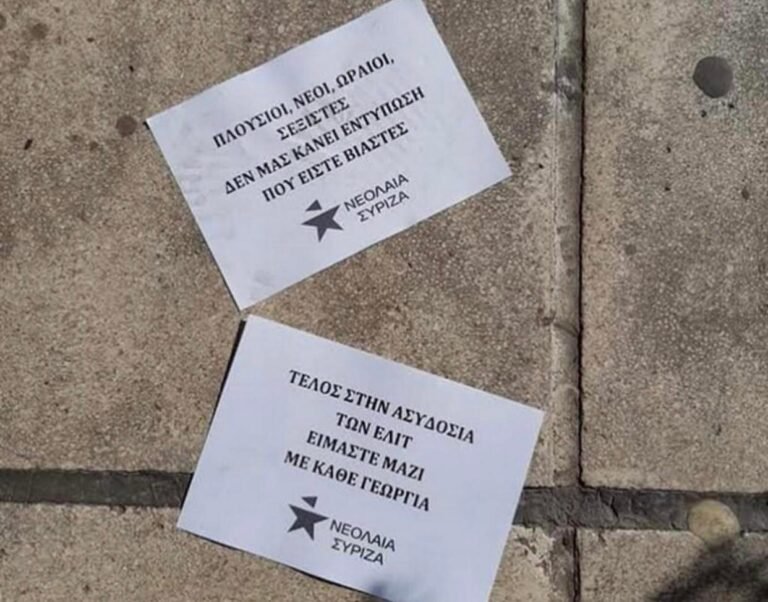 ΠΛΟΥΣΙΟΙ, ΝΕΟΙ, ΩΡΑΙΟΙ,
ΣΕΞΙΣΤΕΣ
ΔΕΝ ΜΑΣ ΚΑΝΕΙ ΕΝΤΥΠΩΣΗ
ΠΟΥ ΕΙΣΤΕ ΒΙΑΣΤΕΣ
ΝΕΟΛΑΙΑ
ΣΥΡΙΖΑ
ΤΕΛΟΣ ΣΤΗΝ ΑΣΥΔΟΣΙΑ
ΤΩΝ ΕΛΙΤ
ΕΙΜΑΣΤΕ ΜΑΖΙ
ΜΕ ΚΑΘΕ ΓΕΩΡΓΙΑ
ΝΕΟΛΑΙΑ
ΣΥΡΙΖΑ